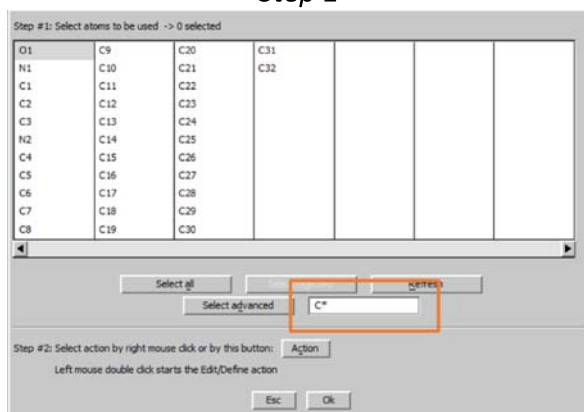 Step #1: Select atoms to be used -> 0 selected
O1 C9 C20 C31
N1 C10 C21 C32
C1 C11 C22
C2 C12 C23
C3 C13 C24
N2 C14 C25
C4 C15 C26
C5 C16 C27
C6 C17 C28
C7 C18 C29
C8 C19 C30
Select all Refresh
Select advanced C*
Step #2: Select action by right mouse click or by this button: Action
Left mouse double click starts the Edit/Define action
Esc Ok